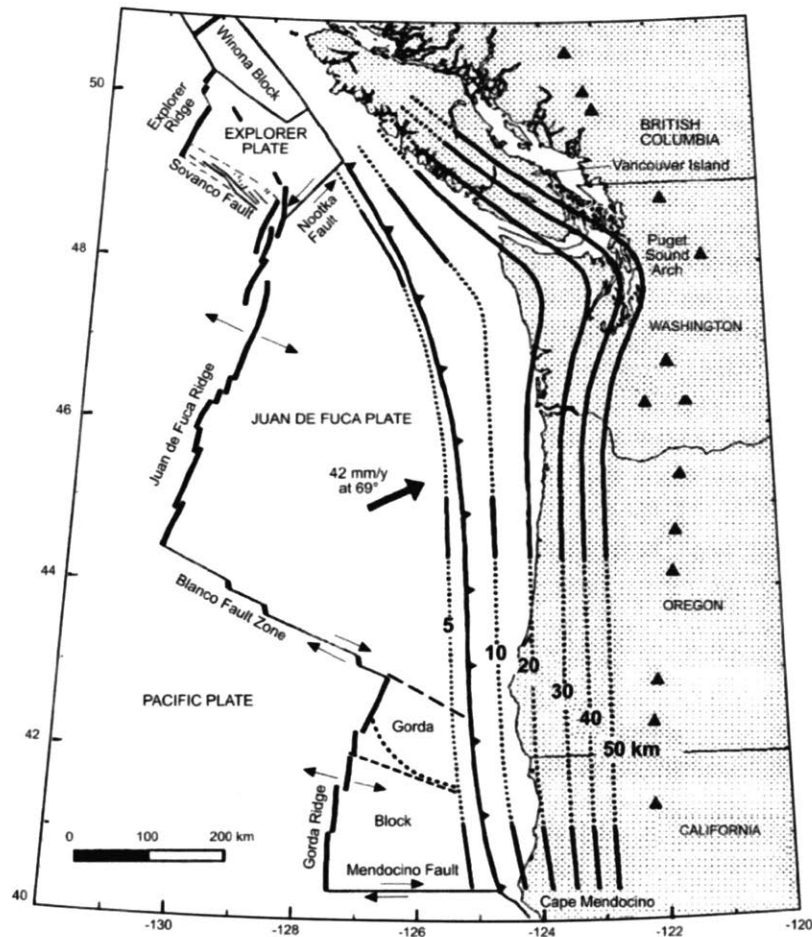 Winona Block
50
Explorer
Ridge
EXPLORER
PLATE
BRITISH
COLUMBIA
Vancouver Island
Sovanco Fault
Nootka
Fault
48
Puget
Sound
Arch
WASHINGTON
Juan de Fuca Ridge
46
JUAN DE FUCA PLATE
42 mm/y
at 69°
44
Blanco Fault Zone
OREGON
5
10
20
30
40
50 km
PACIFIC PLATE
Gorda
42
Block
Gorda Ridge
0 100 200 km
CALIFORNIA
Mendocino Fault
Cape Mendocino
40
-130 -128 -126 -124 -122 -120